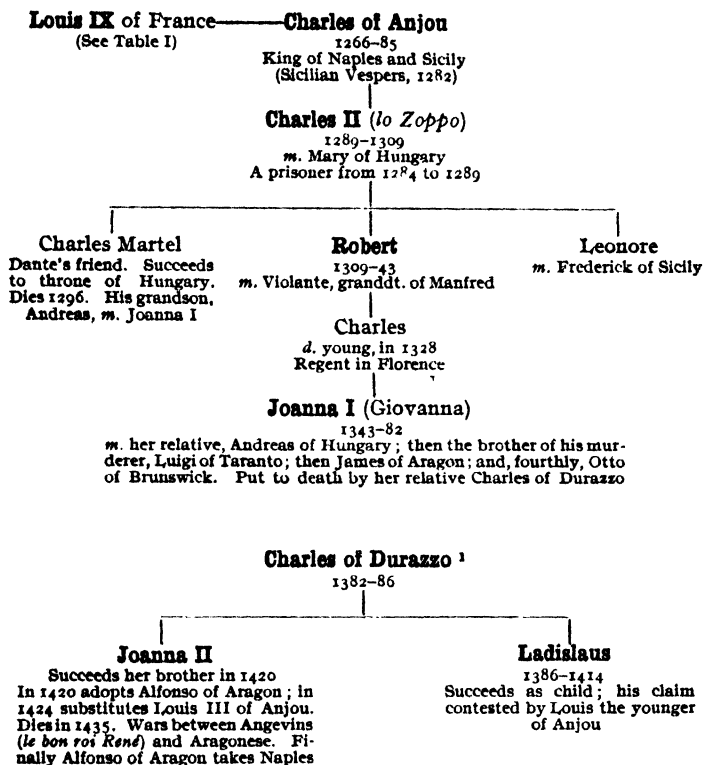 Louis IX of France Charles of Anjou
(See Table I)
1266–85
King of Naples and Sicily
(Sicilian Vespers, 1282)
Charles II (lo Zoppo)
1289–1309
m. Mary of Hungary
A prisoner from 1284 to 1289
Charles Martel
Dante's friend. Succeeds
to throne of Hungary.
Dies 1296. His grandson,
Andreas, m. Joanna I
Robert
1309–43
m. Violante, granddt. of Manfred
Leonore
m. Frederick of Sicily
Charles
d. young, in 1328
Regent in Florence
Joanna I (Giovanna)
1343–82
m. her relative, Andreas of Hungary; then the brother of his mur-
derer, Luigi of Taranto; then James of Aragon; and, fourthly, Otto
of Brunswick. Put to death by her relative Charles of Durazzo
Charles of Durazzo 1
1382–86
Joanna II
Succeeds her brother in 1420
In 1420 adopts Alfonso of Aragon; in
1424 substitutes Louis III of Anjou.
Dies in 1435. Wars between Angevins
(le bon roi René) and Aragonese. Fi-
nally Alfonso of Aragon takes Naples
Ladislaus
1386–1414
Succeeds as child; his claim
contested by Louis the younger
of Anjou